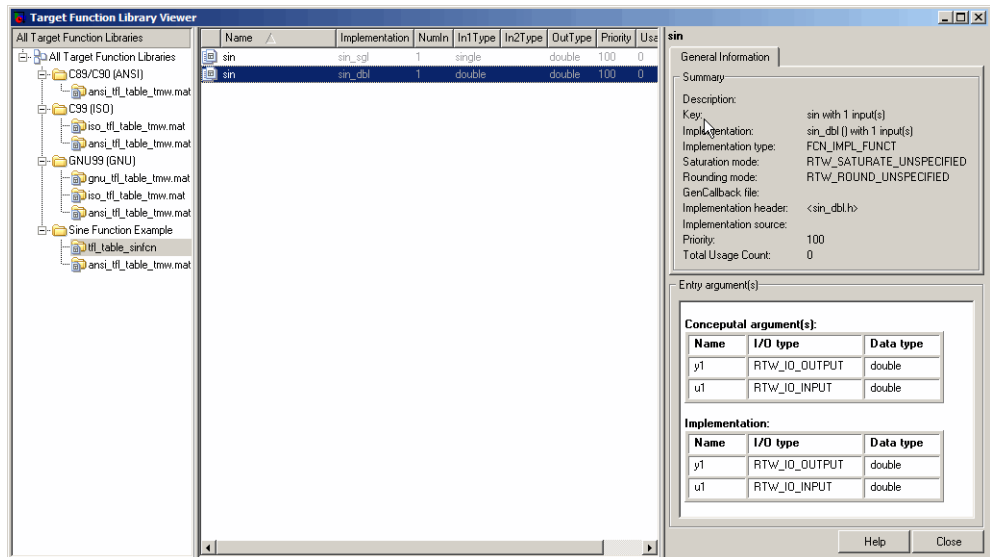 Target Function Library Viewer
All Target Function Libraries
All Target Function Libraries
C89/C90 (ANSI)
ansi_tfl_table_tmw.mat
C99 (ISO)
iso_tfl_table_tmw.mat
ansi_tfl_table_tmw.mat
GNU99 (GNU)
gnu_tfl_table_tmw.mat
iso_tfl_table_tmw.mat
ansi_tfl_table_tmw.mat
Sine Function Example
tfl_table_sinfcn
ansi_tfl_table_tmw.mat
Name Implementation NumIn In1Type In2Type OutType Priority Usa
sin sin_sgl 1 single double 100 0
sin sin_dbl 1 double double 100 0
sin
General Information
Summary
Description:
Key: sin with 1 input(s)
Implementation: sin_dbl () with 1 input(s)
Implementation type: FCN_IMPL_FUNCT
Saturation mode: RTW_SATURATE_UNSPECIFIED
Rounding mode: RTW_ROUND_UNSPECIFIED
GenCallback file:
Implementation header: <sin_dbl.h>
Implementation source:
Priority: 100
Total Usage Count: 0
Entry argument(s)
Conceputal argument(s):
Name I/O type Data type
y1 RTW_IO_OUTPUT double
u1 RTW_IO_INPUT double
Implementation:
Name I/O type Data type
y1 RTW_IO_OUTPUT double
u1 RTW_IO_INPUT double
Help Close